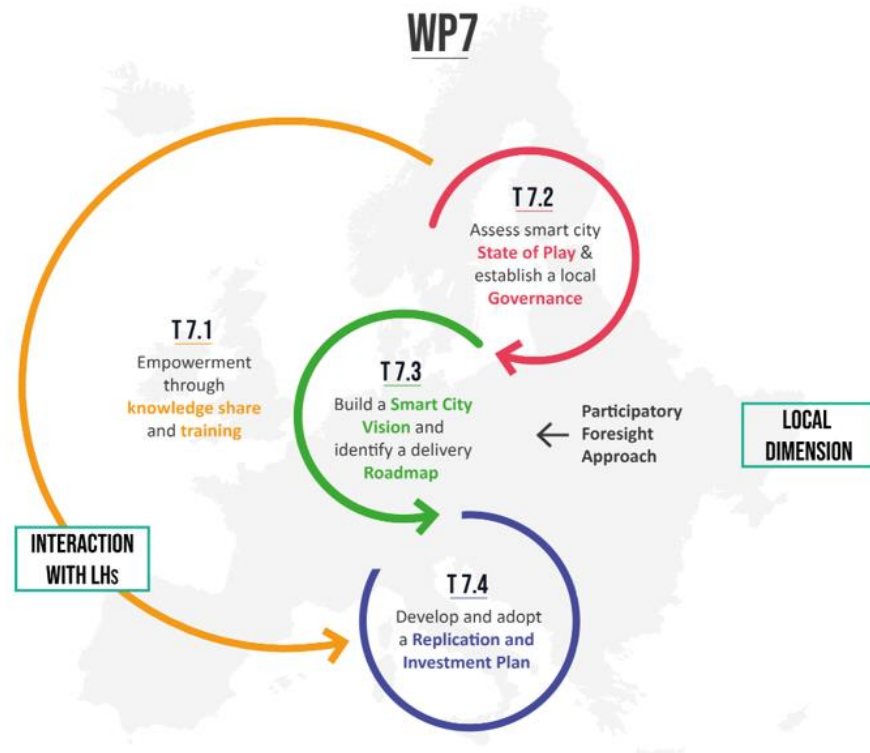 WP7
T 7.2
Assess smart city
State of Play &
establish a local
Governance
T 7.1
Empowerment
through
knowledge share
and training
T 7.3
Build a Smart City
Vision and
identify a delivery
Roadmap
Participatory
Foresight
Approach
LOCAL
DIMENSION
INTERACTION
WITH LHs
T 7.4
Develop and adopt
a Replication and
Investment Plan